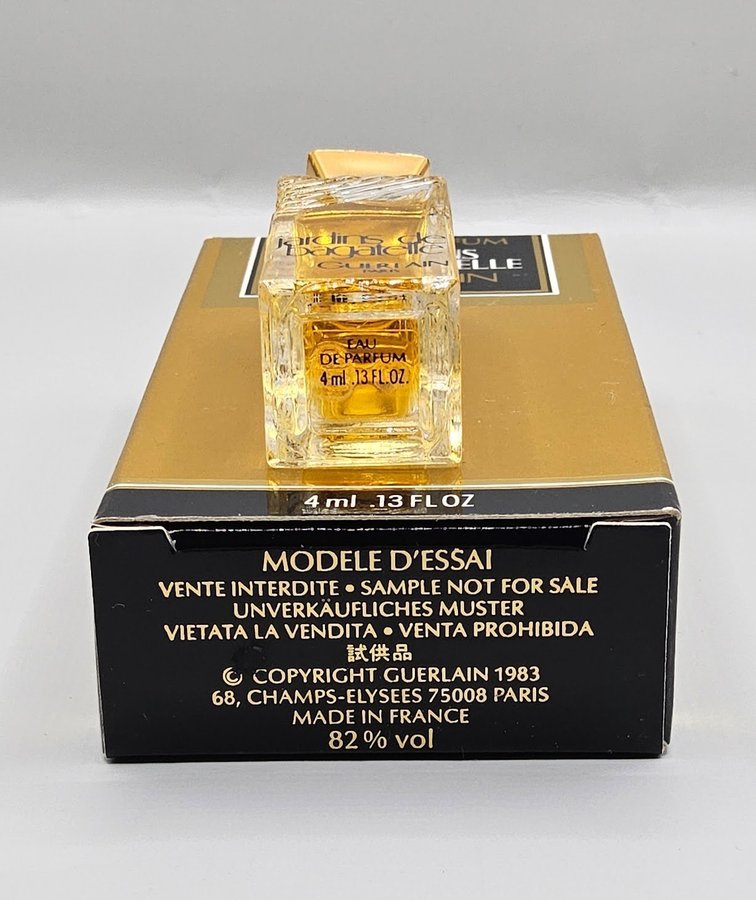 Jardins de
bagatelle
GUERLAIN
PARIS
EAU
DE PARFUM
4 ml .13 FL.OZ.
4 ml .13 FL OZ
MODELE D'ESSAI
VENTE INTERDITE • SAMPLE NOT FOR SALE
UNVERKÄUFLICHES MUSTER
VIETATA LA VENDITA • VENTA PROHIBIDA
試供品
© COPYRIGHT GUERLAIN 1983
68, CHAMPS-ELYSEES 75008 PARIS
MADE IN FRANCE
82 % vol